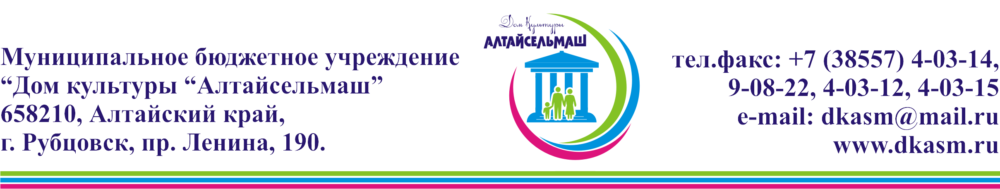 Муниципальное бюджетное учреждение
“Дом культуры “Алтайсельмаш”
658210, Алтайский край,
г. Рубцовск, пр. Ленина, 190.
Дом Культуры
АЛТАЙСЕЛЬМАШ
тел.факс: +7 (38557) 4-03-14,
9-08-22, 4-03-12, 4-03-15
e-mail: dkasm@mail.ru
www.dkasm.ru